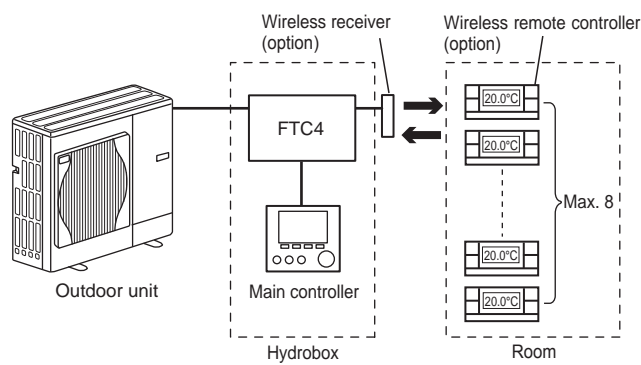 Wireless receiver
(option)
Wireless remote controller
(option)
FTC4
20.0°C
20.0°C
Max. 8
20.0°C
20.0°C
Outdoor unit
Main controller
Hydrobox
Room